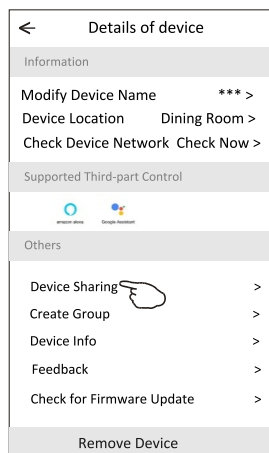 ← Details of device
Information
Modify Device Name *** >
Device Location Dining Room >
Check Device Network Check Now >
Supported Third-part Control
amazon alexa Google Assistant
Others
Device Sharing >
Create Group >
Device Info >
Feedback >
Check for Firmware Update >
Remove Device